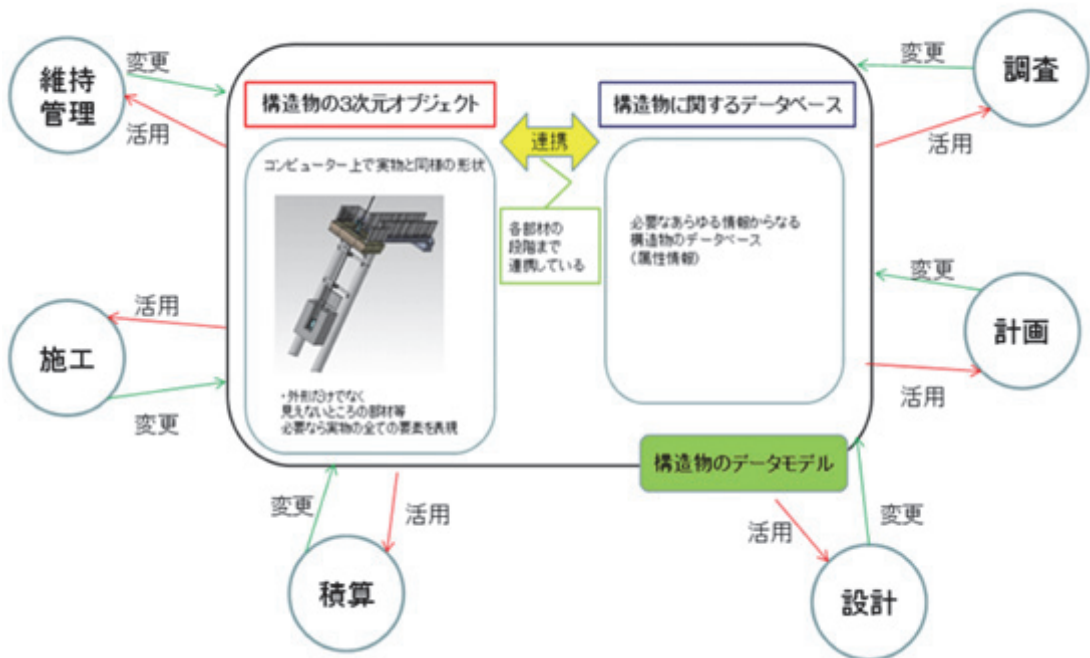 維持
管理
変更
活用
調査
変更
活用
構造物の3次元オブジェクト
連携
構造物に関するデータベース
コンピューター上で実物と同様の形状
各部材の
段階まで
連携している
必要なあらゆる情報からなる
構造物のデータベース
(属性情報)
・外形だけでなく
見えないところの部材等
必要なら実物の全ての要素を表現
施工
活用
変更
計画
変更
活用
構造物のデータモデル
積算
変更
活用
設計
活用
変更